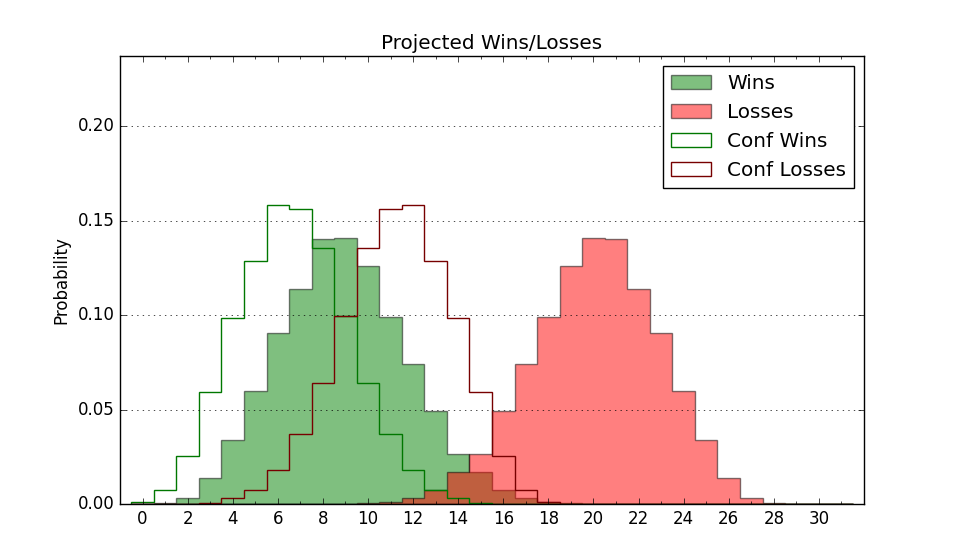 Projected Wins/Losses
Wins
Losses
Conf Wins
Conf Losses
Probability
0.20
0.15
0.10
0.05
0.00
0 2 4 6 8 10 12 14 16 18 20 22 24 26 28 30